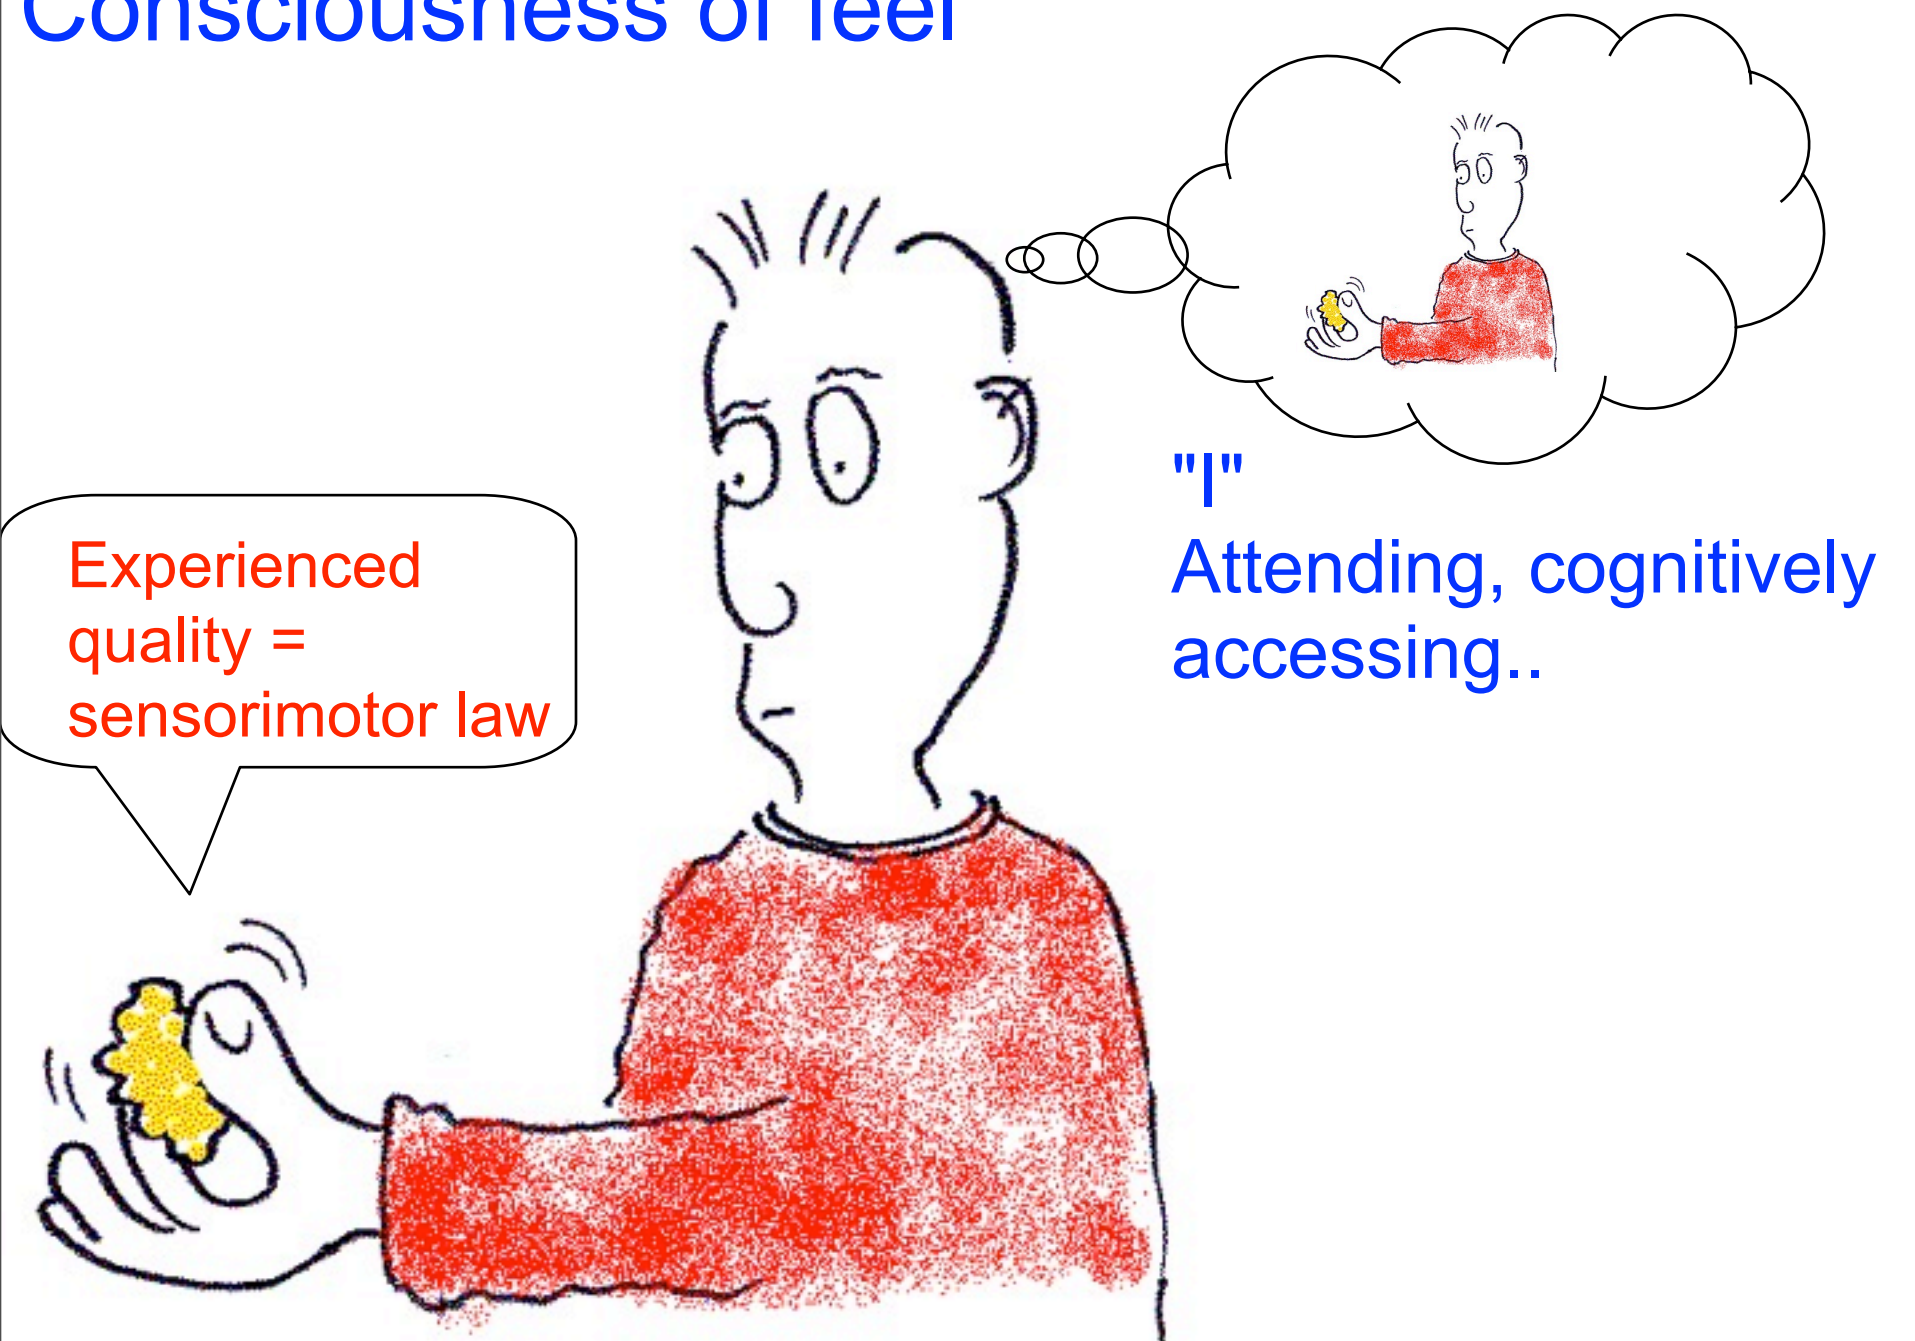 Consciousness of feel
"I"
Attending, cognitively
accessing..
Experienced
quality =
sensorimotor law